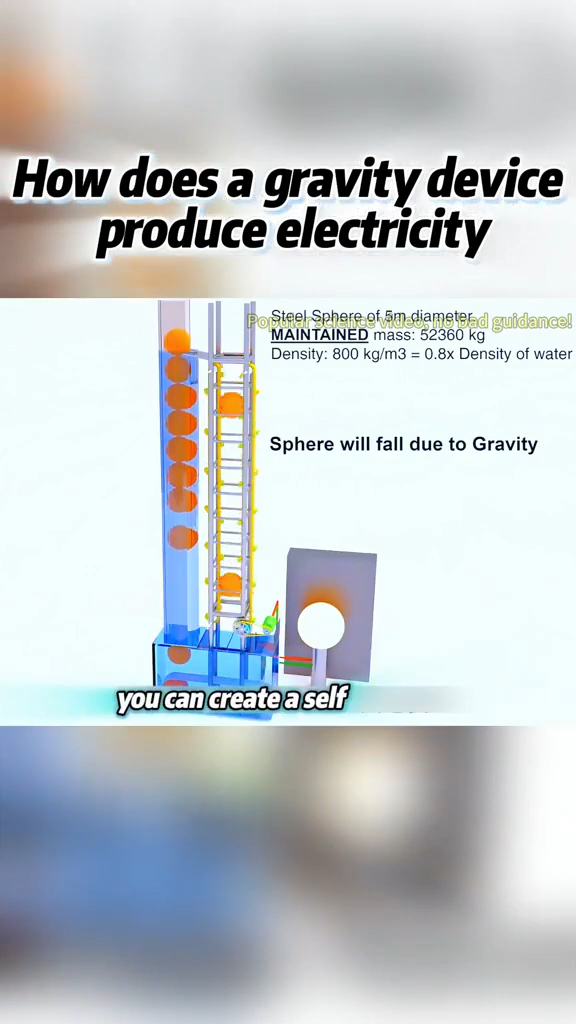 How does a gravity device
produce electricity
Steel Sphere of 5m diameter
Popular science video, no bad guidance!
MAINTAINED mass: 52360 kg
Density: 800 kg/m3 = 0.8x Density of water
Sphere will fall due to Gravity
you can create a self